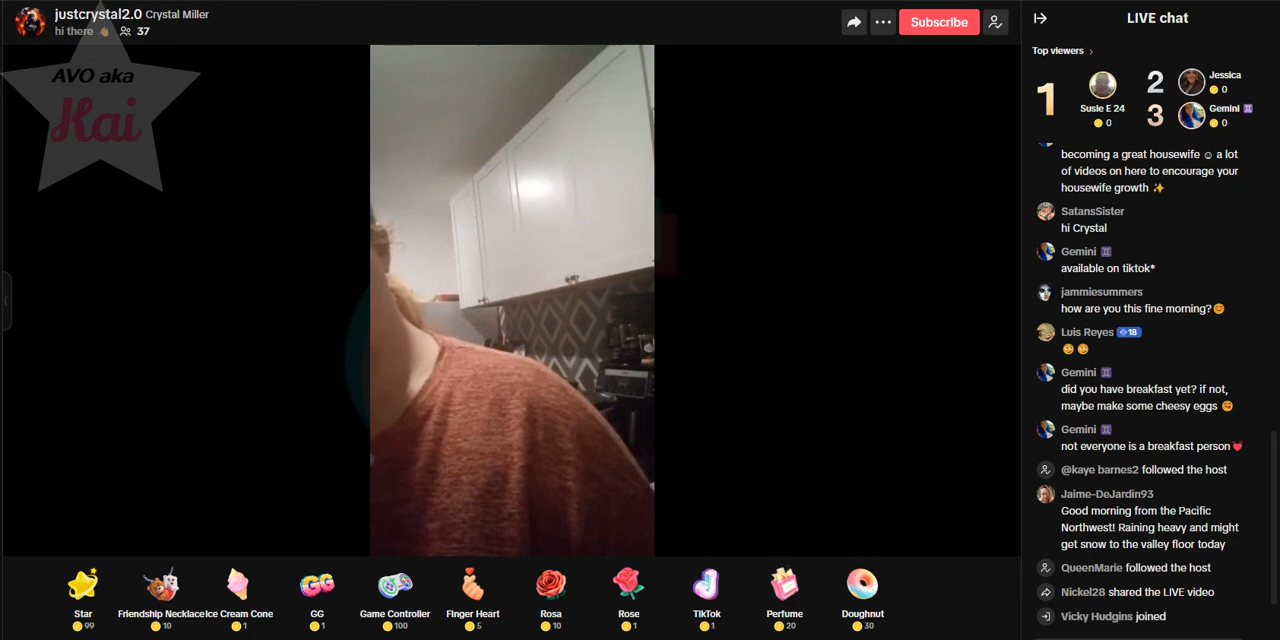 justcrystal2.0 Crystal Miller
hi there 👋 37
Subscribe
AVO aka
Kai
LIVE chat
Top viewers
1
Susie E 24
0
2
Jessica
0
3
Gemini ♊
0
becoming a great housewife ☺ a lot
of videos on here to encourage your
housewife growth ✨
SatansSister
hi Crystal
Gemini ♊
available on tiktok*
jammiesummers
how are you this fine morning?😊
Luis Reyes 18
Gemini ♊
did you have breakfast yet? if not,
maybe make some cheesy eggs 😊
Gemini ♊
not everyone is a breakfast person💓
@kaye barnes2 followed the host
Jaime-DeJardin93
Good morning from the Pacific
Northwest! Raining heavy and might
get snow to the valley floor today
QueenMarie followed the host
Nickel28 shared the LIVE video
Vicky Hudgins joined
Star
99
Friendship Necklace
10
Ice Cream Cone
1
GG
GG
1
Game Controller
100
Finger Heart
5
Rosa
10
Rose
1
TikTok
1
Perfume
20
Doughnut
30